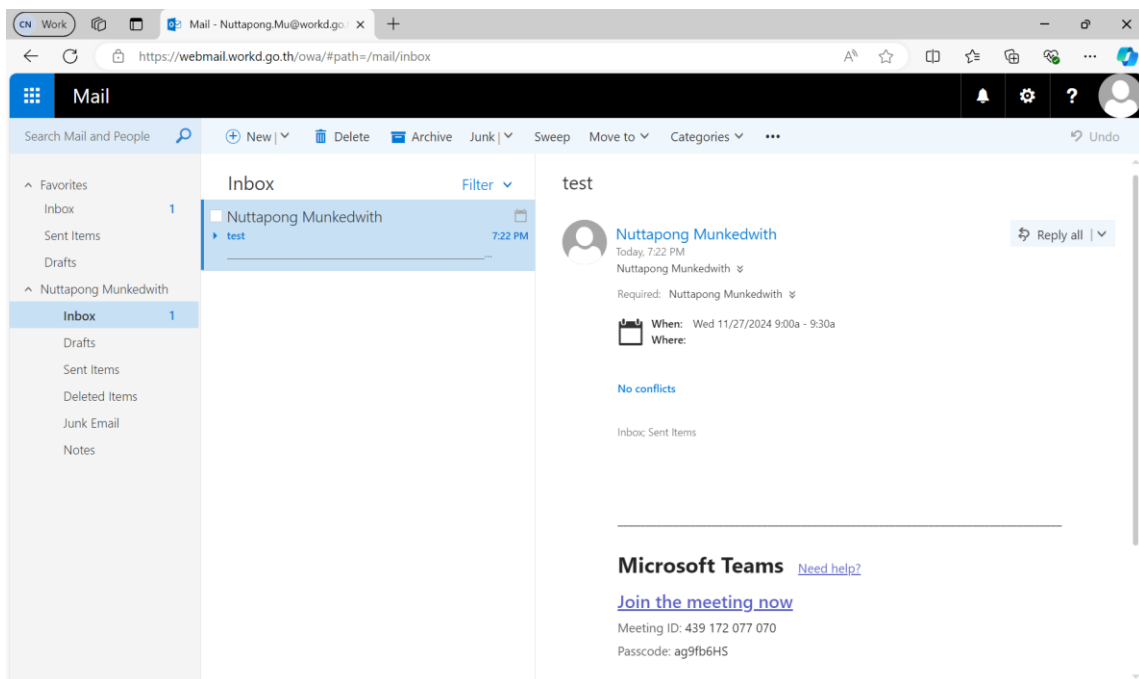 CN Work
Mail - Nuttapong.Mu@workd.go.t
https://webmail.workd.go.th/owa/#path=/mail/inbox
Mail
Search Mail and People
New
Delete
Archive
Junk
Sweep
Move to
Categories
Undo
Favorites
Inbox 1
Sent Items
Drafts
Nuttapong Munkedwith
Inbox 1
Drafts
Sent Items
Deleted Items
Junk Email
Notes
Inbox
Filter
Nuttapong Munkedwith
test 7:22 PM
test
Nuttapong Munkedwith
Reply all
Today, 7:22 PM
Nuttapong Munkedwith
Required: Nuttapong Munkedwith
When: Wed 11/27/2024 9:00a - 9:30a
Where:
No conflicts
Inbox; Sent Items
Microsoft Teams Need help?
Join the meeting now
Meeting ID: 439 172 077 070
Passcode: ag9fb6HS